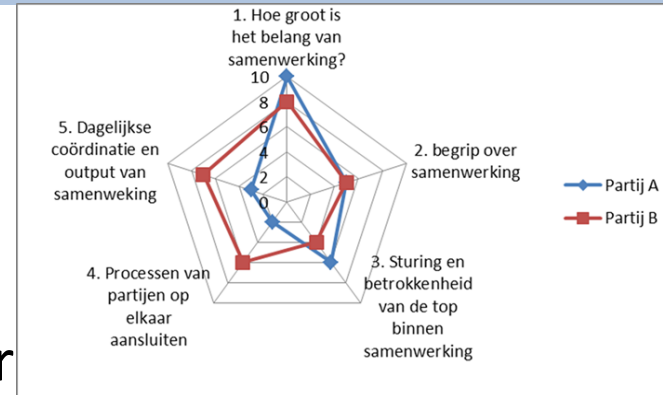 1. Hoe groot is
het belang van
samenwerking?
10
8
6
4
2
0
2. begrip over
samenwerking
3. Sturing en
betrokkenheid
van de top
binnen
samenwerking
4. Processen van
partijen op
elkaar
aansluiten
5. Dagelijkse
coördinatie en
output van
samenweking
Partij A
Partij B
r